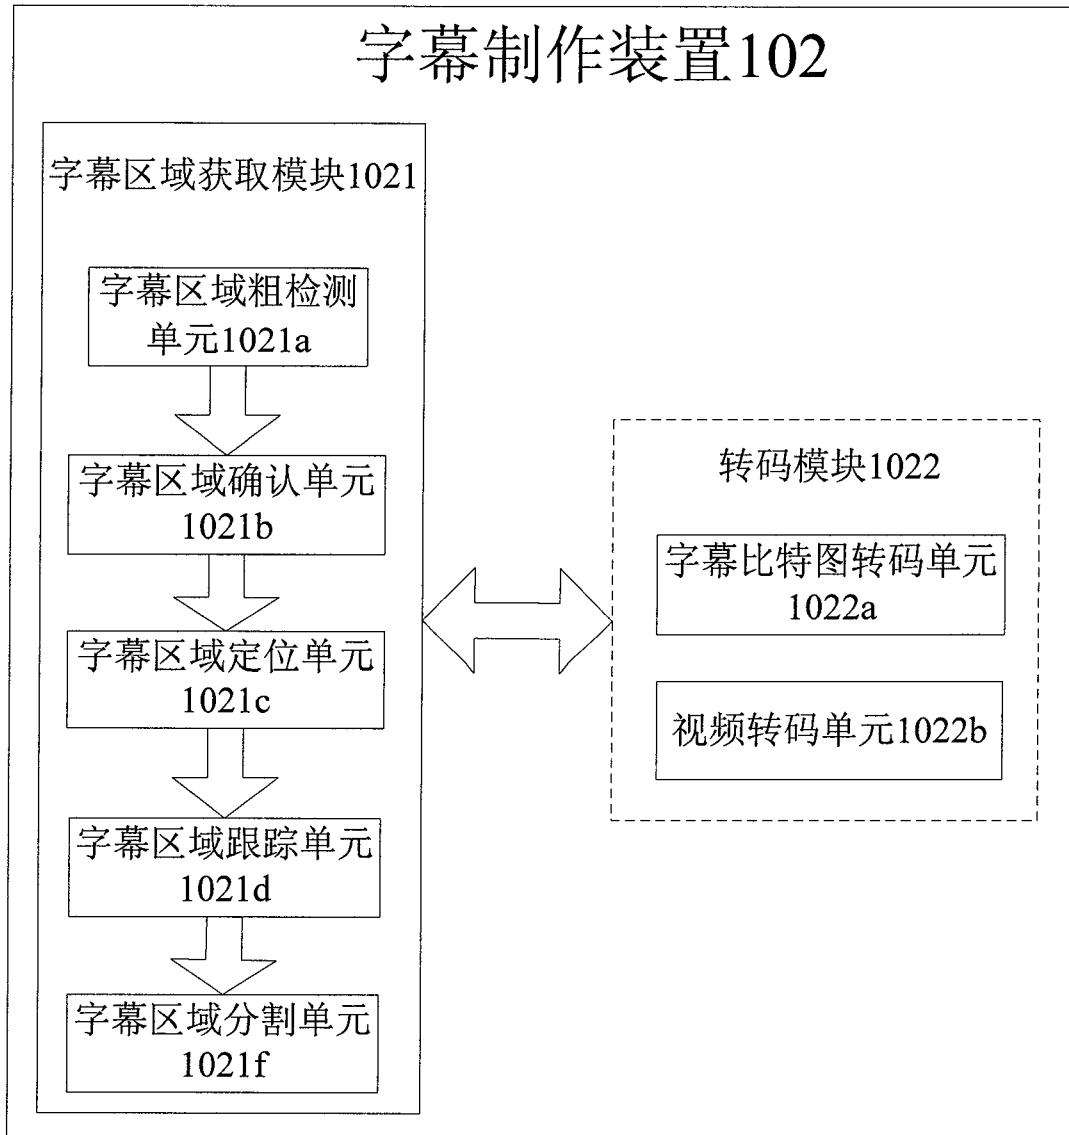 字幕制作装置102
字幕区域获取模块1021
字幕区域粗检测
单元1021a
字幕区域确认单元
1021b
字幕区域定位单元
1021c
字幕区域跟踪单元
1021d
字幕区域分割单元
1021f
转码模块1022
字幕比特图转码单元
1022a
视频转码单元1022b